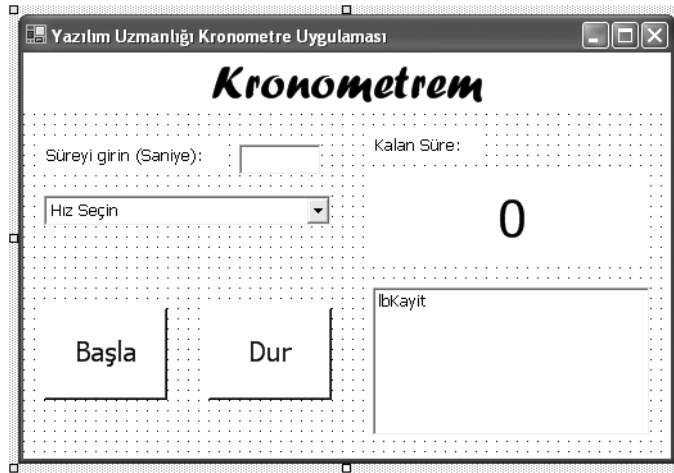 Yazılım Uzmanlığı Kronometre Uygulaması
Kronometrem
Süreyi girin (Saniye):
Kalan Süre:
Hız Seçin
0
lbKayit
Başla
Dur